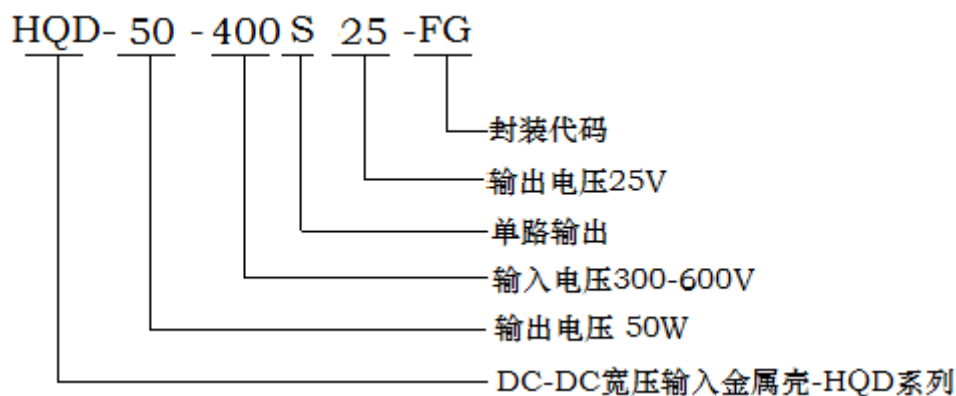 HQD-50-400 S 25-FG
封装代码
输出电压25V
单路输出
输入电压300-600V
输出电压 50W
DC-DC宽压输入金属壳-HQD系列